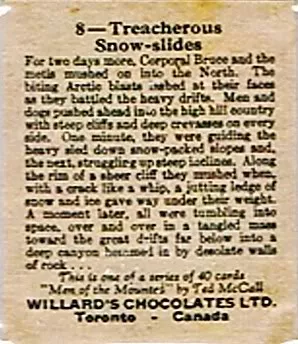 8—Treacherous
Snow-slides
For two days more, Corporal Bruce and the
metis mushed on into the North. The
biting Arctic blasts lashed at their faces
as they battled the heavy drifts. Men and
dogs pushed ahead into the high hill country
with steep cliffs and deep crevasses on every
side. One minute, they were guiding the
heavy sled down snow-packed slopes and,
the next, struggling up steep inclines. Along
the rim of a sheer cliff they mushed when,
with a crack like a whip, a jutting ledge of
snow and ice gave way under their weight.
A moment later, all were tumbling into
space, over and over in a tangled mass
toward the great drifts far below into a
deep canyon hemmed in by desolate walls
of rock . . .
This is one of a series of 40 cards
"Men of the Mounted" by Ted McCall
WILLARD'S CHOCOLATES LTD.
Toronto - Canada